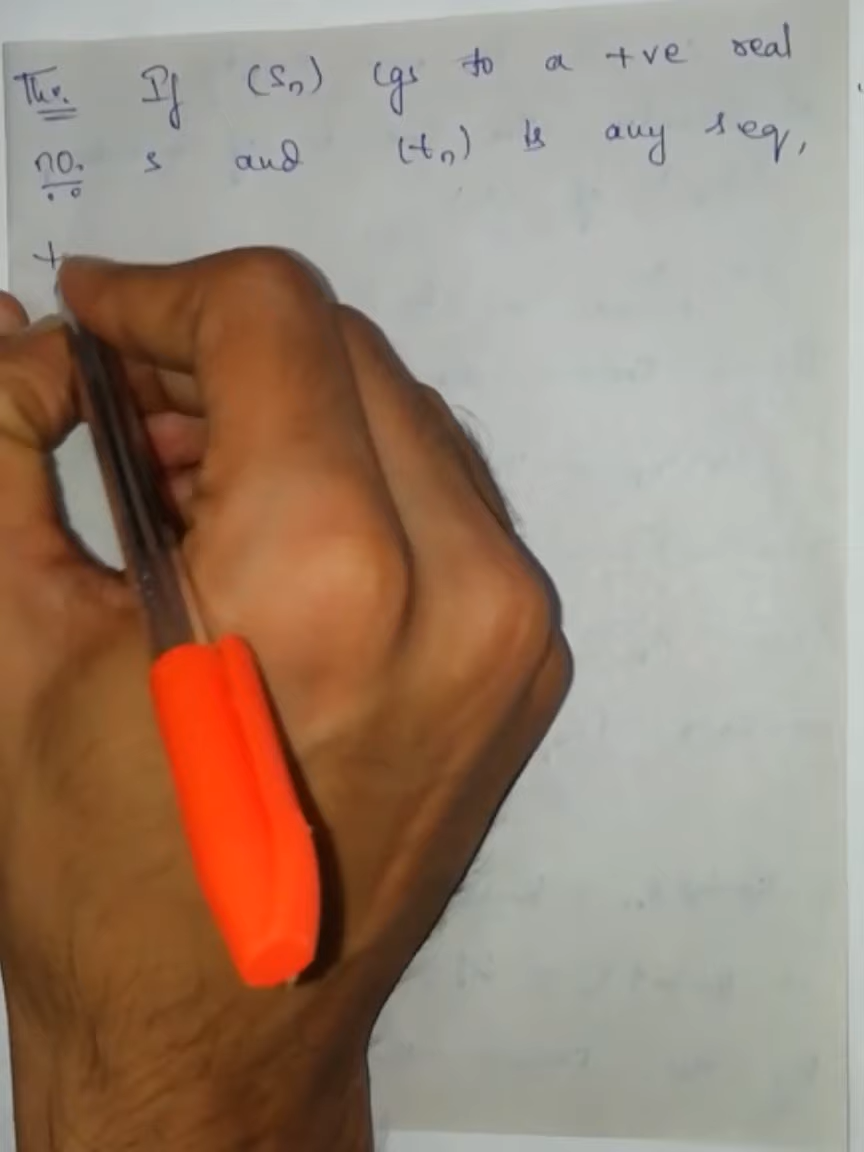 Thr. If (Sn) cgs to a +ve real
no. s and (tn) is any seq,